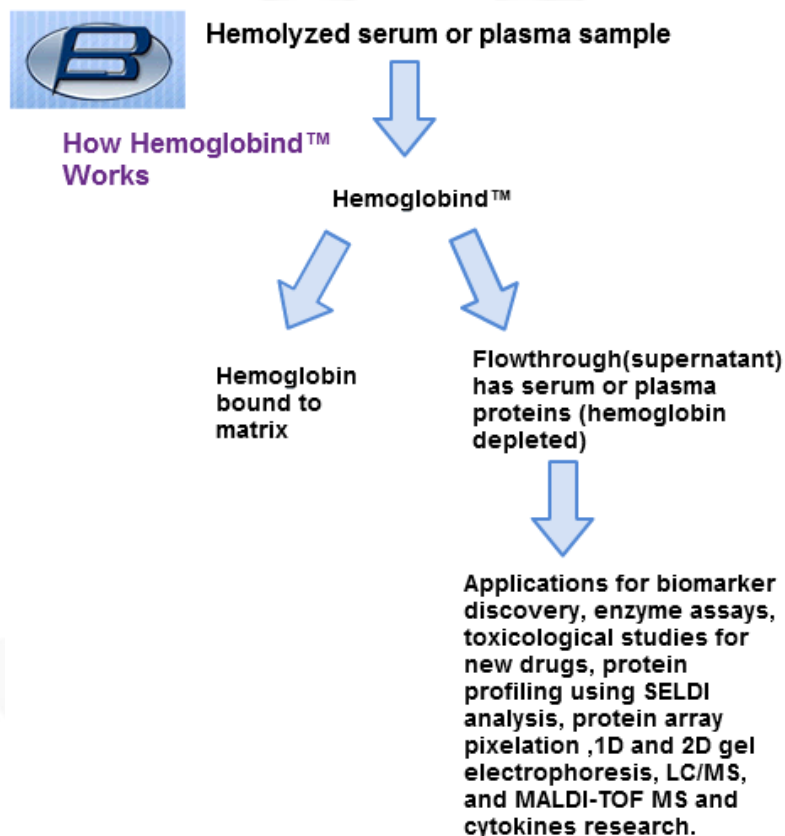 Hemolyzed serum or plasma sample
How Hemoglobind™
Works
Hemoglobind™
Hemoglobin
bound to
matrix
Flowthrough(supernatant)
has serum or plasma
proteins (hemoglobin
depleted)
Applications for biomarker
discovery, enzyme assays,
toxicological studies for
new drugs, protein
profiling using SELDI
analysis, protein array
pixelation ,1D and 2D gel
electrophoresis, LC/MS,
and MALDI-TOF MS and
cytokines research.